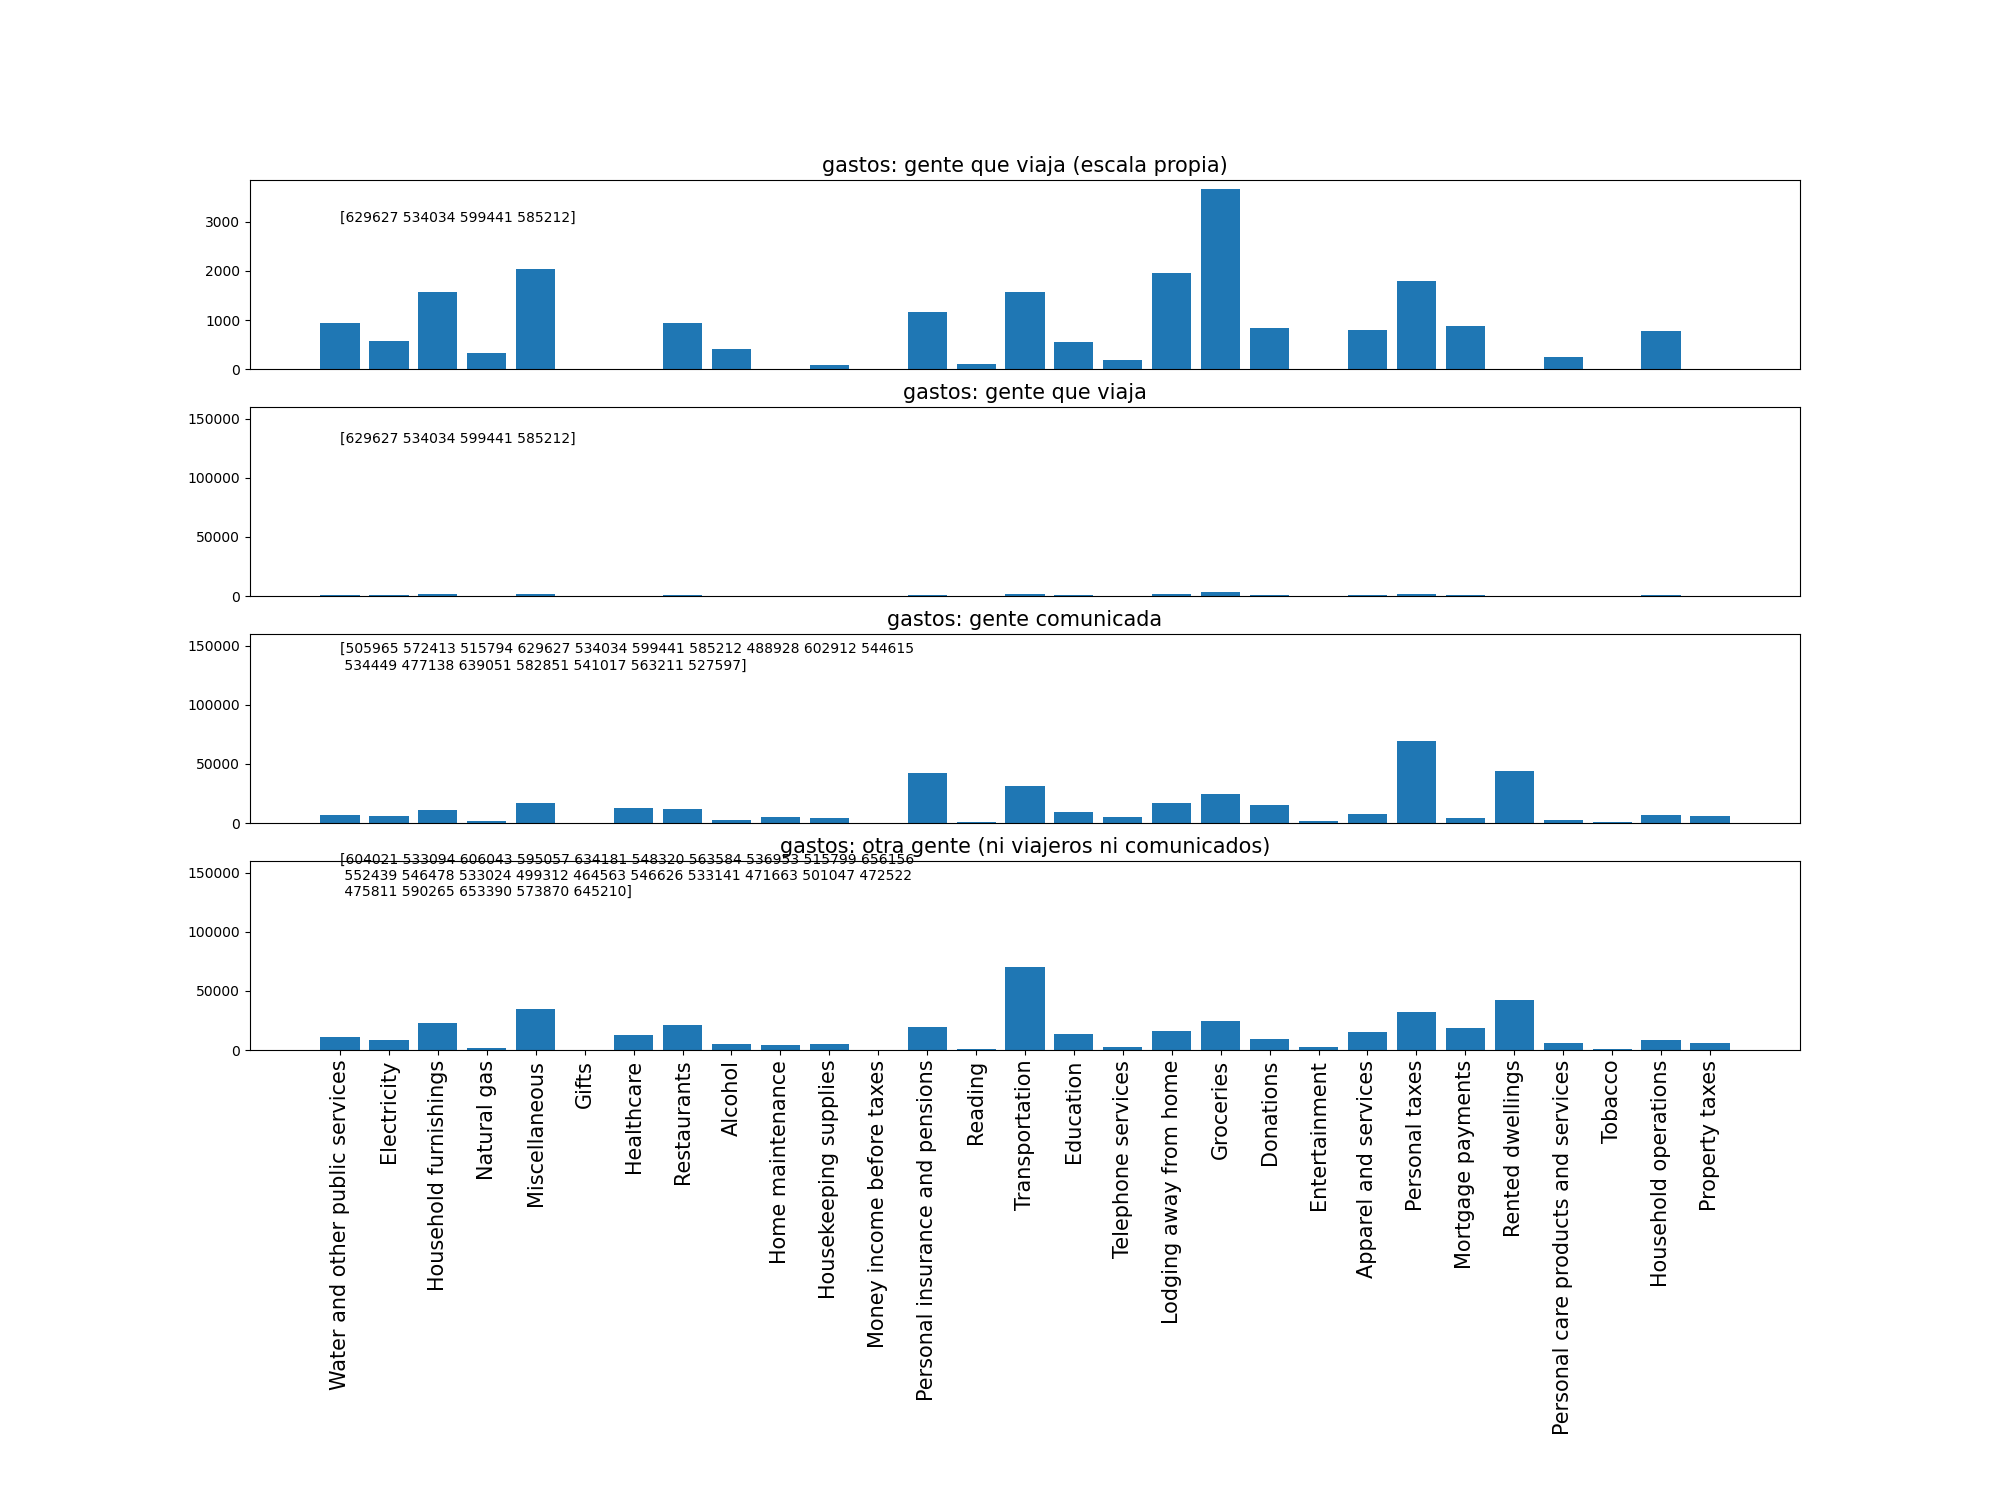 gastos: gente que viaja (escala propia)
3000
2000
1000
0
[629627 534034 599441 585212]
gastos: gente que viaja
150000
100000
50000
0
[629627 534034 599441 585212]
gastos: gente comunicada
150000
100000
50000
0
[505965 572413 515794 629627 534034 599441 585212 488928 602912 544615
534449 477138 639051 582851 541017 563211 527597]
gastos: otra gente (ni viajeros ni comunicados)
150000
100000
50000
0
[604021 533094 606043 595057 634181 548320 563584 536953 515799 656156
552439 546478 533024 499312 464563 546626 533141 471663 501047 472522
475811 590265 653390 573870 645210]
Water and other public services
Electricity
Household furnishings
Natural gas
Miscellaneous
Gifts
Healthcare
Restaurants
Alcohol
Home maintenance
Housekeeping supplies
Money income before taxes
Personal insurance and pensions
Reading
Transportation
Education
Telephone services
Lodging away from home
Groceries
Donations
Entertainment
Apparel and services
Personal taxes
Mortgage payments
Rented dwellings
Personal care products and services
Tobacco
Household operations
Property taxes